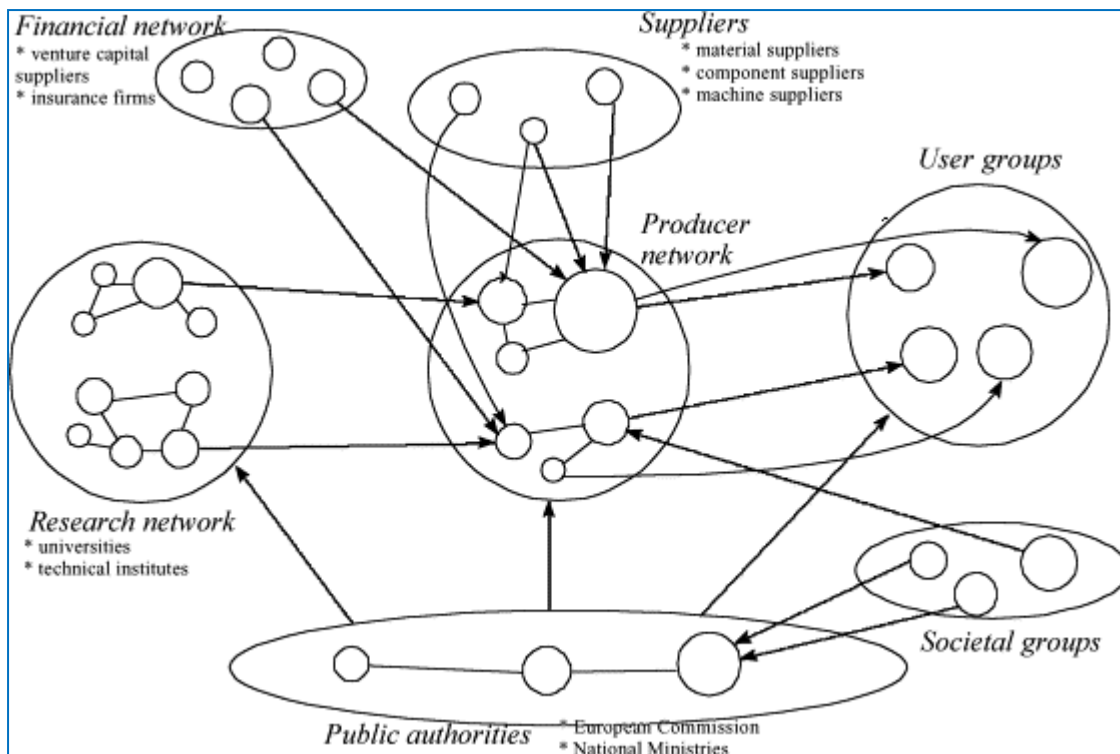 Financial network
* venture capital
suppliers
* insurance firms
Suppliers
* material suppliers
* component suppliers
* machine suppliers
User groups
Producer
network
Research network
* universities
* technical institutes
Societal groups
Public authorities
* European Commission
* National Ministries